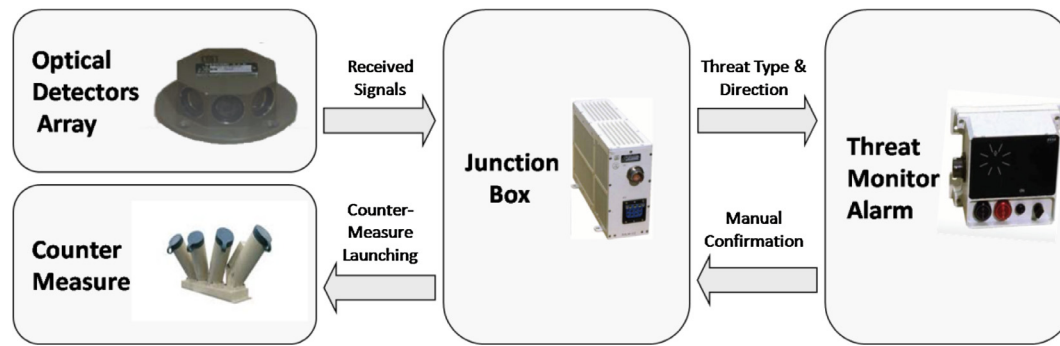 Optical
Detectors
Array
Received
Signals
Junction
Box
Threat Type &
Direction
Threat
Monitor
Alarm
Manual
Confirmation
Counter-
Measure
Launching
Counter
Measure